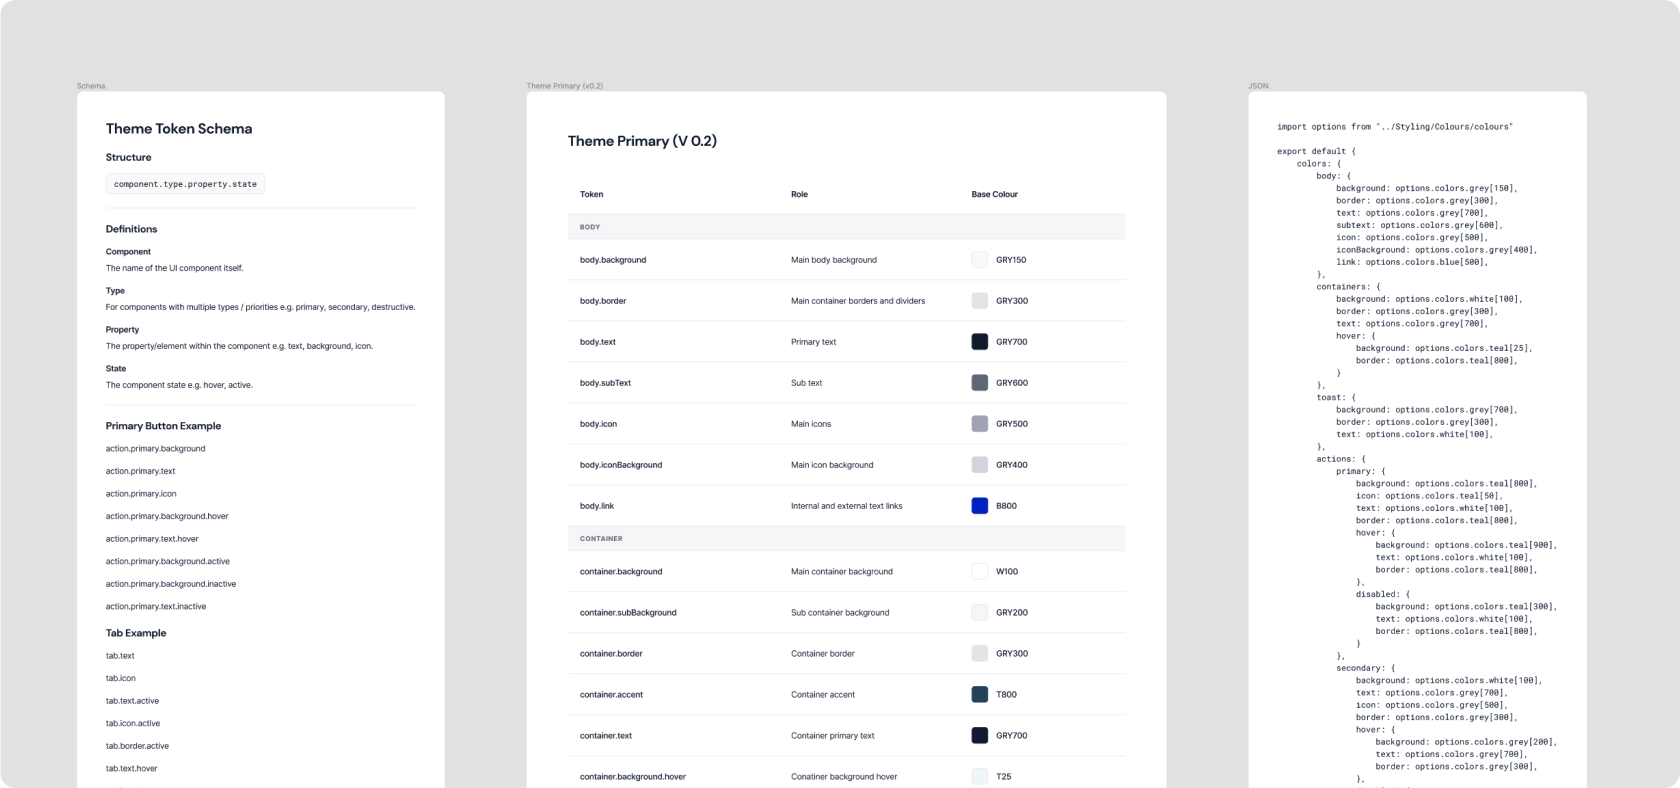 Schema
Theme Token Schema
Structure
component.type.property.state
Definitions
Component
The name of the UI component itself.
Type
For components with multiple types / priorities e.g. primary, secondary, destructive.
Property
The property/element within the component e.g. text, background, icon.
State
The component state e.g. hover, active.
Primary Button Example
action.primary.background
action.primary.text
action.primary.icon
action.primary.background.hover
action.primary.text.hover
action.primary.background.active
action.primary.background.inactive
action.primary.text.inactive
Tab Example
tab.text
tab.icon
tab.text.active
tab.icon.active
tab.border.active
tab.text.hover
Theme Primary (v0.2)
Theme Primary (V 0.2)
Token Role Base Colour
BODY
body.background Main body background GRY150
body.border Main container borders and dividers GRY300
body.text Primary text GRY700
body.subText Sub text GRY600
body.icon Main icons GRY500
body.iconBackground Main icon background GRY400
body.link Internal and external text links B800
CONTAINER
container.background Main container background W100
container.subBackground Sub container background GRY200
container.border Container border GRY300
container.accent Container accent T800
container.text Container primary text GRY700
container.background.hover Conatiner background hover T25
JSON
import options from "../Styling/Colours/colours"
export default {
colors: {
body: {
background: options.colors.grey[150],
border: options.colors.grey[300],
text: options.colors.grey[700],
subtext: options.colors.grey[600],
icon: options.colors.grey[500],
iconBackground: options.colors.grey[400],
link: options.colors.blue[500],
},
containers: {
background: options.colors.white[100],
border: options.colors.grey[300],
text: options.colors.grey[700],
hover: {
background: options.colors.teal[25],
border: options.colors.teal[800],
}
},
toast: {
background: options.colors.grey[700],
border: options.colors.grey[300],
text: options.colors.white[100],
},
actions: {
primary: {
background: options.colors.teal[800],
icon: options.colors.teal[50],
text: options.colors.white[100],
border: options.colors.teal[800],
hover: {
background: options.colors.teal[900],
text: options.colors.white[100],
border: options.colors.teal[800],
},
disabled: {
background: options.colors.teal[300],
text: options.colors.white[100],
border: options.colors.teal[800],
}
},
secondary: {
background: options.colors.white[100],
text: options.colors.grey[700],
icon: options.colors.grey[500],
border: options.colors.grey[300],
hover: {
background: options.colors.grey[200],
text: options.colors.grey[700],
border: options.colors.grey[300],
},